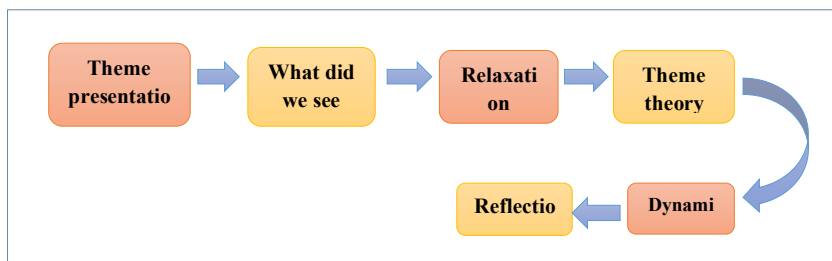 Theme
presentatio
What did
we see
Relaxati
on
Theme
theory
Dynami
Reflectio